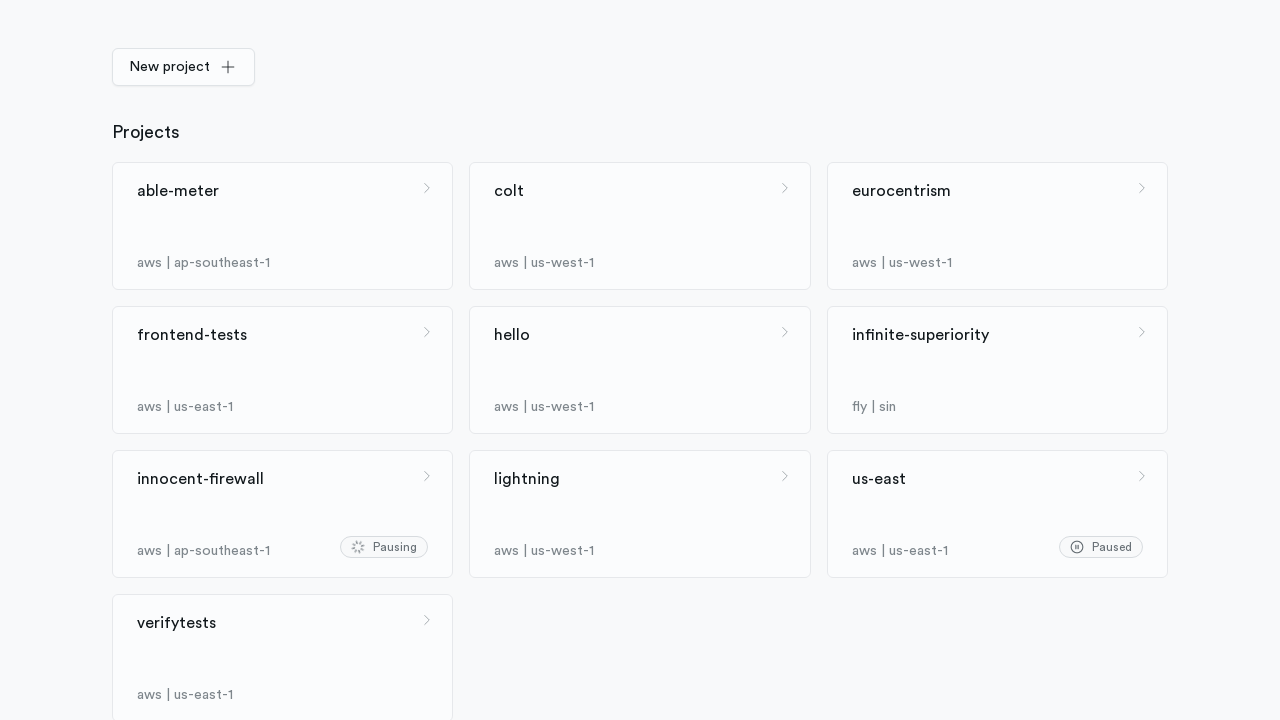 New project
Projects
able-meter
aws | ap-southeast-1
colt
aws | us-west-1
eurocentrism
aws | us-west-1
frontend-tests
aws | us-east-1
hello
aws | us-west-1
infinite-superiority
fly | sin
innocent-firewall
aws | ap-southeast-1
Pausing
lightning
aws | us-west-1
us-east
aws | us-east-1
Paused
verifytests
aws | us-east-1